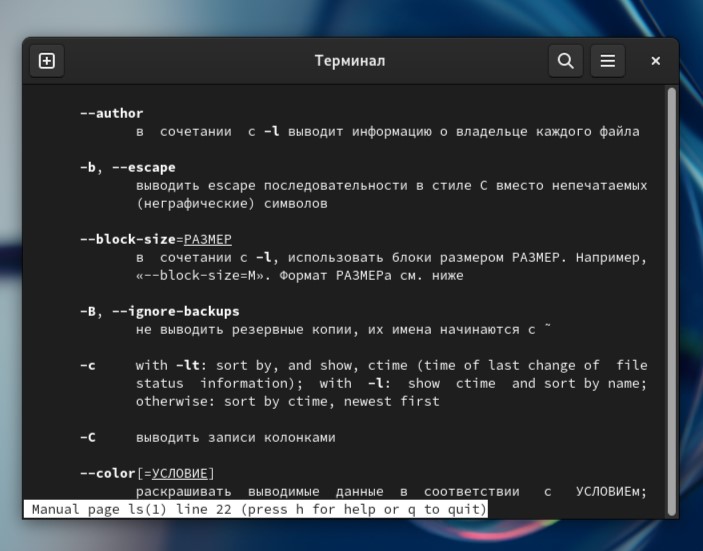 Терминал
--author
в сочетании с -l выводит информацию о владельце каждого файла
-b, --escape
выводить escape последовательности в стиле C вместо непечатаемых
(неграфические) символов
--block-size=РАЗМЕР
в сочетании с -l, использовать блоки размером РАЗМЕР. Например,
«--block-size=M». Формат РАЗМЕРа см. ниже
-B, --ignore-backups
не выводить резервные копии, их имена начинаются с ~
-c with -lt: sort by, and show, ctime (time of last change of file
status information); with -l: show ctime and sort by name;
otherwise: sort by ctime, newest first
-C выводить записи колонками
--color[=УСЛОВИЕ]
раскрашивать выводимые данные в соответствии с УСЛОВИЕм;
Manual page ls(1) line 22 (press h for help or q to quit)